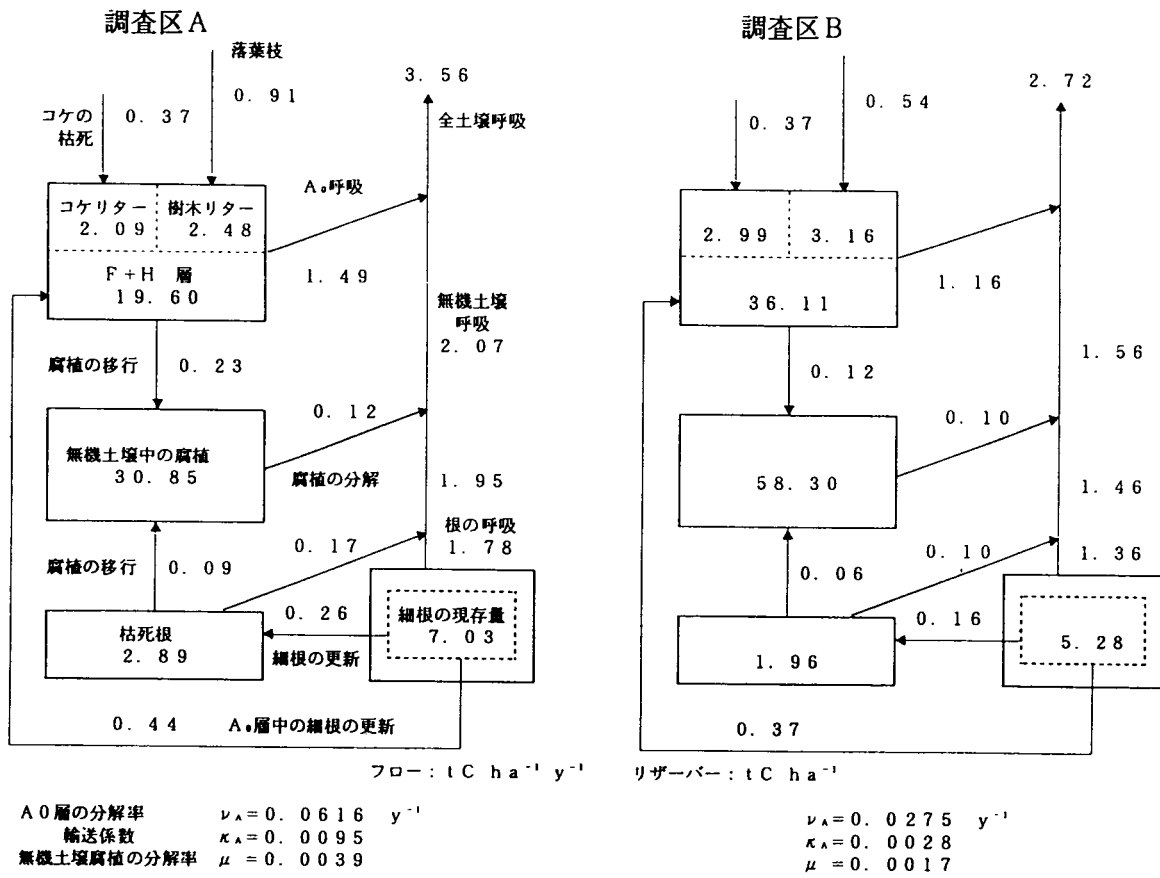 調査区A
落葉枝
3.56
0.91
コケの
枯死
0.37
全土壌呼吸
A₀呼吸
コケリター
2.09
樹木リター
2.48
1.49
F+H 層
19.60
無機土壌
呼吸
2.07
腐植の移行
0.23
0.12
無機土壌中の腐植
30.85
腐植の分解
1.95
根の呼吸
1.78
腐植の移行
0.09
0.17
0.26
細根の現存量
7.03
枯死根
2.89
細根の更新
0.44
A₀層中の細根の更新
調査区B
2.72
0.54
0.37
2.99
3.16
1.16
36.11
1.56
0.12
0.10
58.30
1.46
0.10
1.36
0.06
0.16
5.28
1.96
0.37
フロー:tC ha⁻¹ y⁻¹
リザーバー:tC ha⁻¹
A0層の分解率 νA=0.0616 y⁻¹
輸送係数 κA=0.0095
無機土壌腐植の分解率 μ=0.0039
νA=0.0275 y⁻¹
κA=0.0028
μ=0.0017